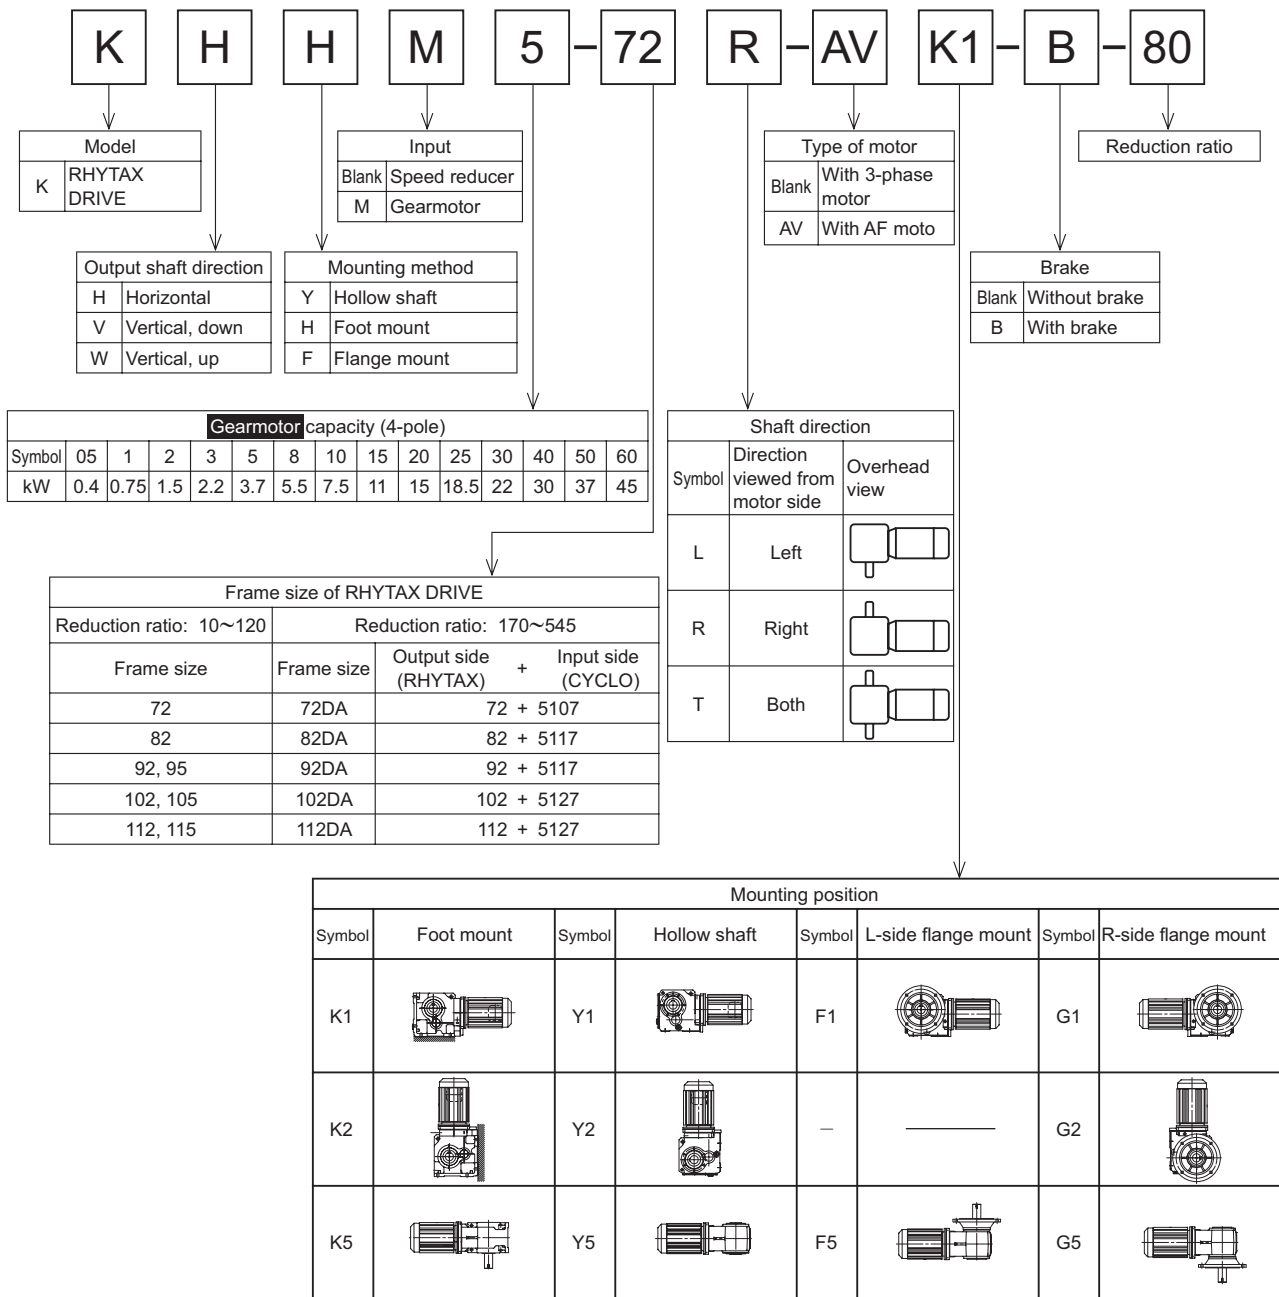 K H H M 5 - 72 R - AV K1 - B - 80
Model
K RHYTAX
DRIVE
Input
Blank Speed reducer
M Gearmotor
Type of motor
Blank With 3-phase
motor
AV With AF moto
Reduction ratio
Output shaft direction
H Horizontal
V Vertical, down
W Vertical, up
Mounting method
Y Hollow shaft
H Foot mount
F Flange mount
Brake
Blank Without brake
B With brake
Gearmotor capacity (4-pole)
Symbol 05 1 2 3 5 8 10 15 20 25 30 40 50 60
kW 0.4 0.75 1.5 2.2 3.7 5.5 7.5 11 15 18.5 22 30 37 45
Shaft direction
Symbol Direction
viewed from
motor side Overhead
view
L Left
R Right
T Both
Frame size of RHYTAX DRIVE
Reduction ratio: 10～120 Reduction ratio: 170～545
Frame size Frame size Output side
(RHYTAX) + Input side
(CYCLO)
72 72DA 72 + 5107
82 82DA 82 + 5117
92, 95 92DA 92 + 5117
102, 105 102DA 102 + 5127
112, 115 112DA 112 + 5127
Mounting position
Symbol Foot mount Symbol Hollow shaft Symbol L-side flange mount Symbol R-side flange mount
K1 Y1 F1 G1
K2 Y2 – G2
K5 Y5 F5 G5